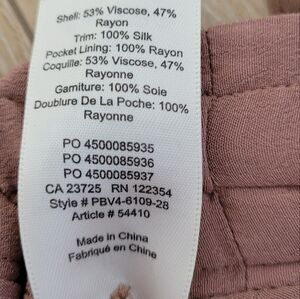 Shell: 53% Viscose, 47%
Rayon
Trim: 100% Silk
Pocket Lining: 100% Rayon
Coquille: 53% Viscose, 47%
Rayonne
Garniture: 100% Soie
Doublure De La Poche: 100%
Rayonne
PO 4500085935
PO 4500085936
PO 4500085937
CA 23725 RN 122354
Style # PBV4-6109-28
Article # 54410
Made in China
Fabriqué en China